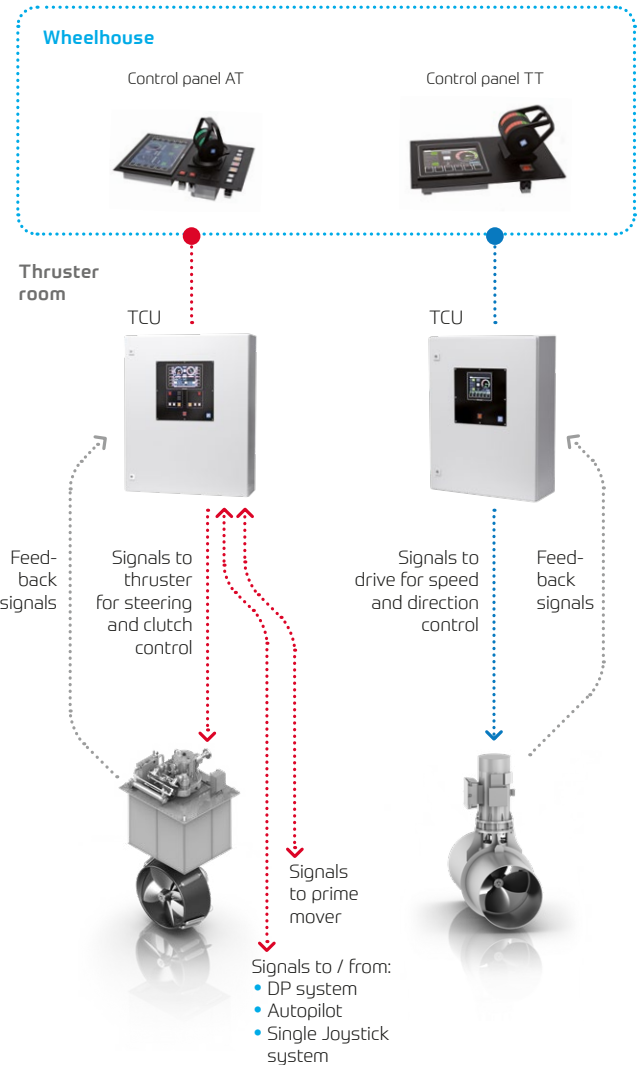 Wheelhouse
Control panel AT
Control panel TT
Thruster
room
TCU
TCU
Feed-
back
signals
Signals to
thruster
for steering
and clutch
control
Signals to
drive for speed
and direction
control
Feed-
back
signals
Signals
to prime
mover
Signals to / from:
• DP system
• Autopilot
• Single Joystick
system